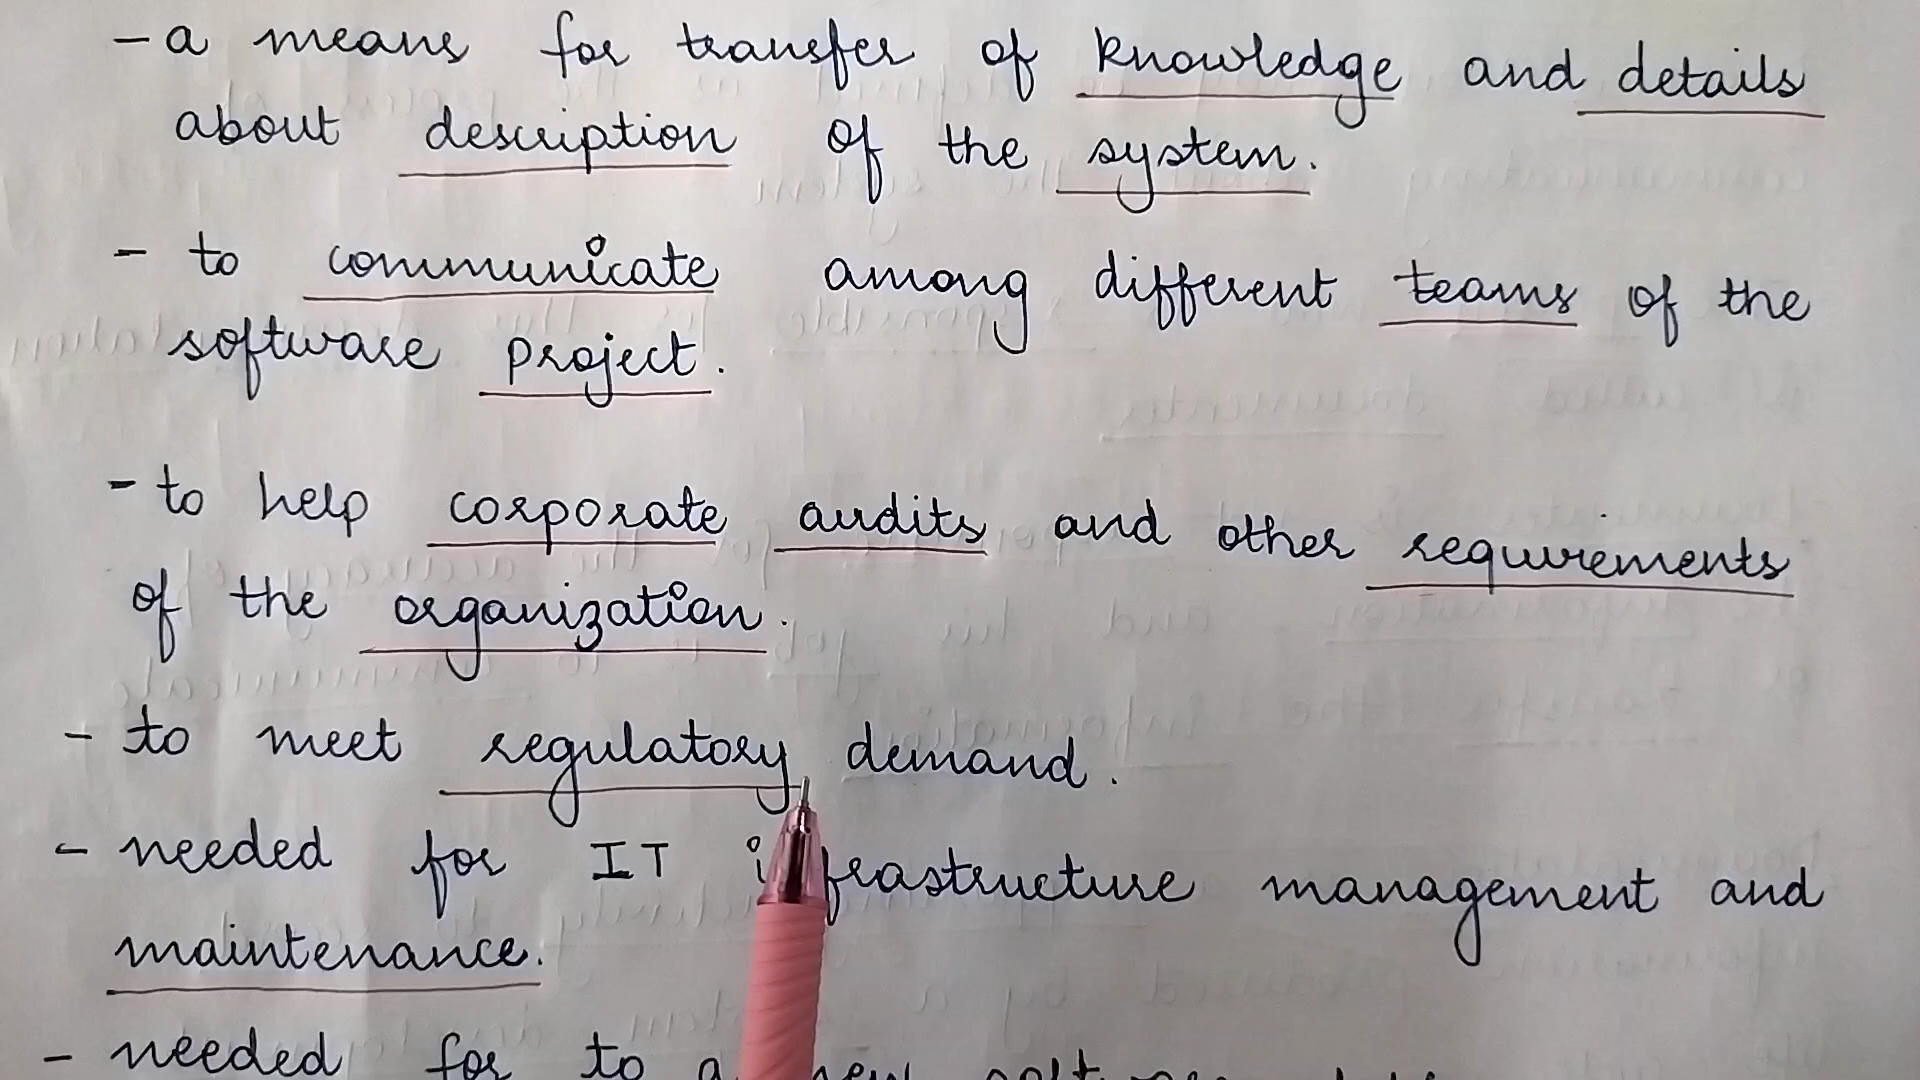 - a means for transfer of knowledge and details
about description of the system.
- to communicate among different teams of the
software project.
- to help corporate audits and other requirements
of the organization.
- to meet regulatory demand.
- needed for IT infrastructure management and
maintenance.
- needed for to